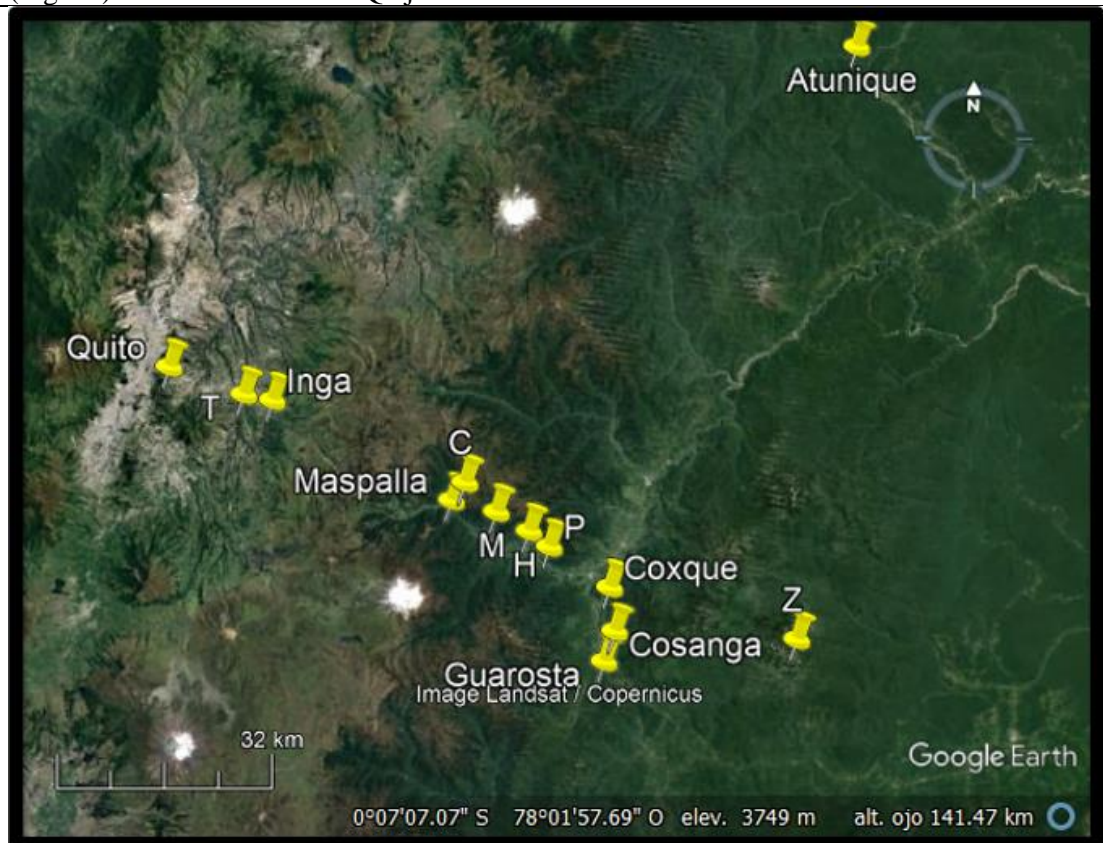 Atunique
N
Quito
T
Inga
C
Maspalla
M
H
P
Coxque
Z
Cosanga
Guarosta
Image Landsat / Copernicus
32 km
Google Earth
0°07'07.07" S 78°01'57.69" O elev. 3749 m alt. ojo 141.47 km